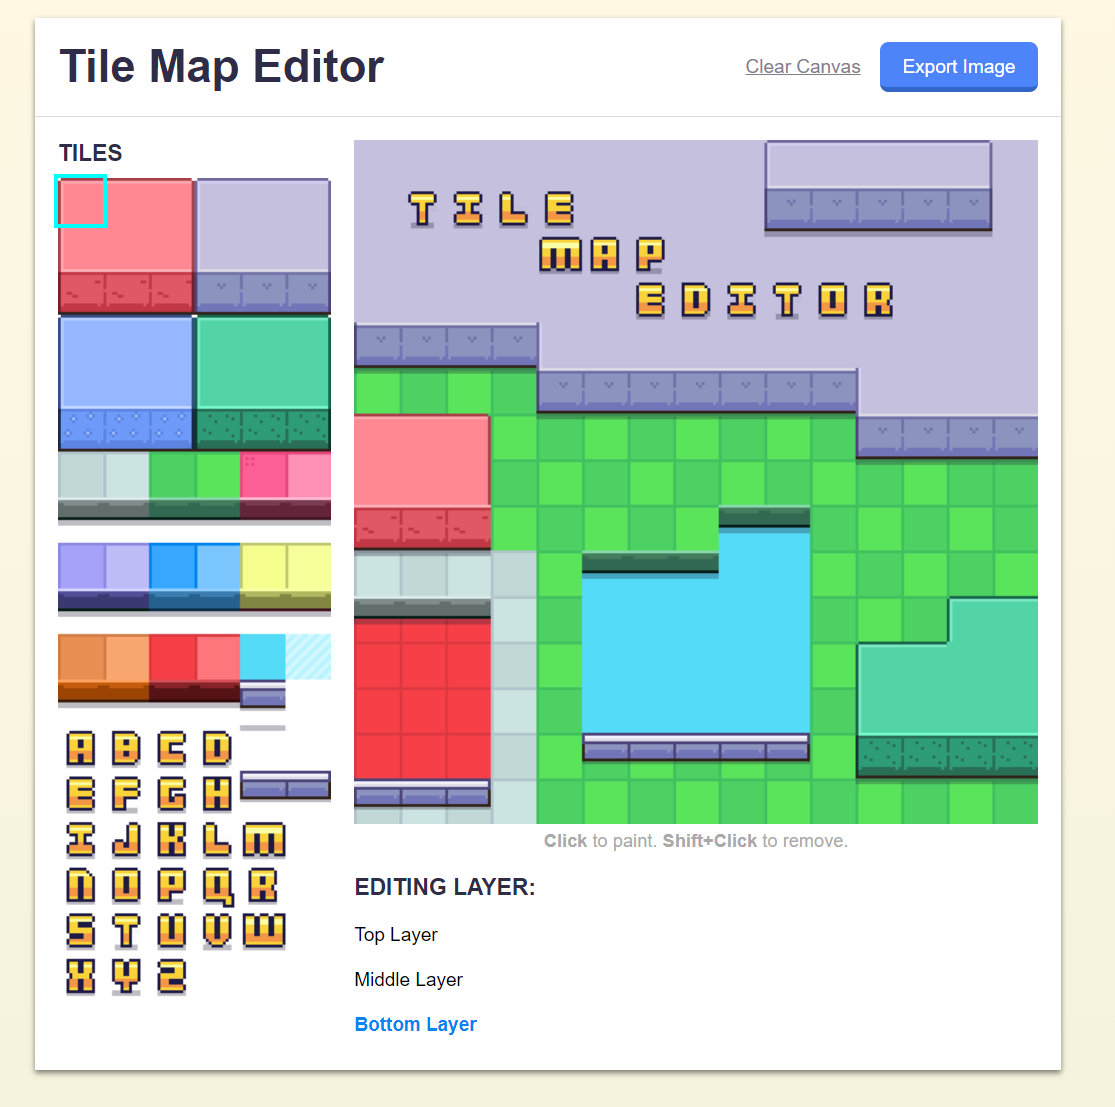 Tile Map Editor
Clear Canvas
Export Image
TILES
A B C D
E F G H
I J K L M
N O P Q R
S T U V W
X Y Z
TILE
MAP
EDITOR
Click to paint. Shift+Click to remove.
EDITING LAYER:
Top Layer
Middle Layer
Bottom Layer